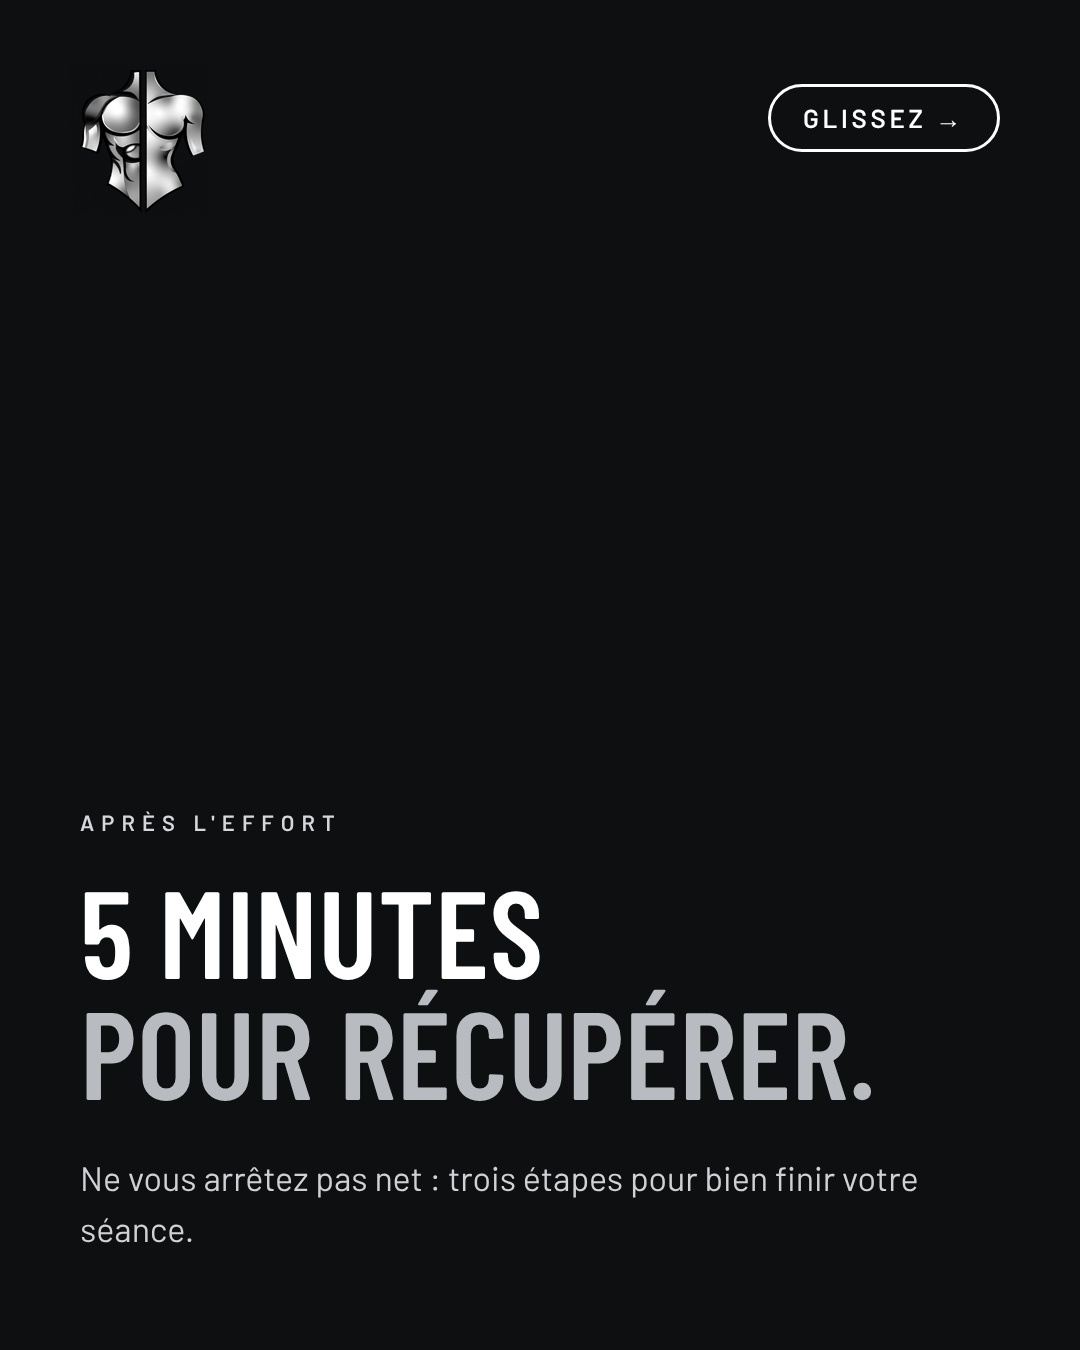 GLISSEZ →
APRÈS L'EFFORT
5 MINUTES
POUR RÉCUPÉRER.
Ne vous arrêtez pas net : trois étapes pour bien finir votre
séance.